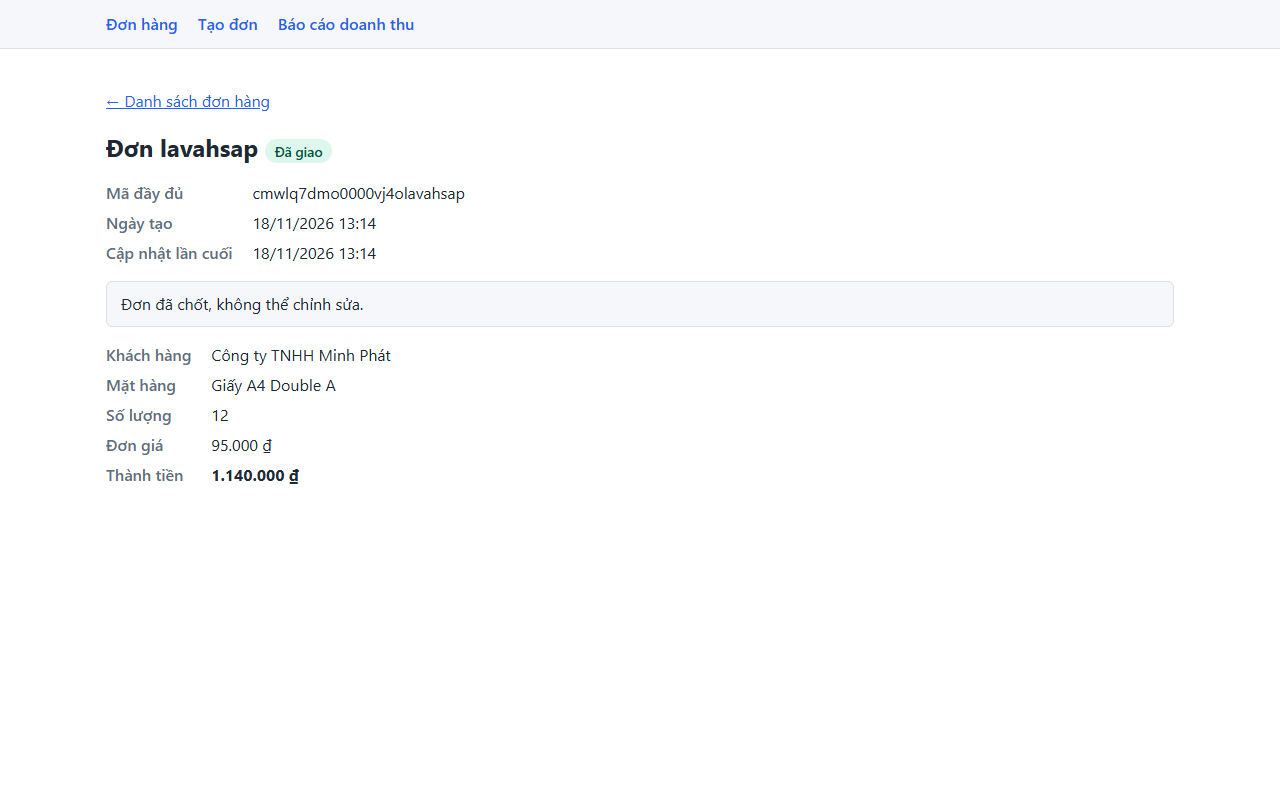 Đơn hàng Tạo đơn Báo cáo doanh thu
← Danh sách đơn hàng
Đơn lavahsap Đã giao
Mã đầy đủ cmwlq7dmo0000vj4olavahsap
Ngày tạo 18/11/2026 13:14
Cập nhật lần cuối 18/11/2026 13:14
Đơn đã chốt, không thể chỉnh sửa.
Khách hàng Công ty TNHH Minh Phát
Mặt hàng Giấy A4 Double A
Số lượng 12
Đơn giá 95.000 ₫
Thành tiền 1.140.000 ₫